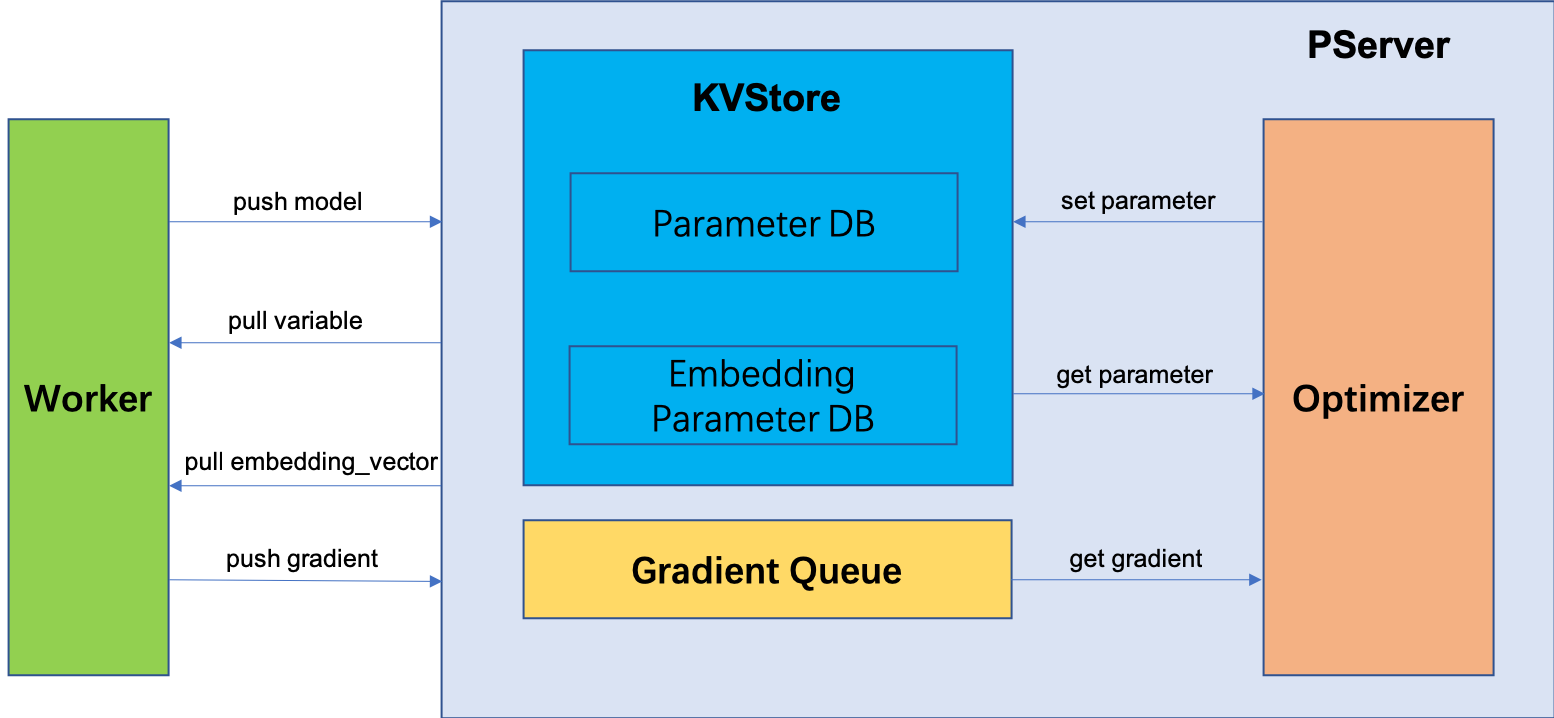 PServer
KVStore
Parameter DB
Embedding
Parameter DB
Gradient Queue
Worker
push model
pull variable
pull embedding_vector
push gradient
set parameter
get parameter
get gradient
Optimizer